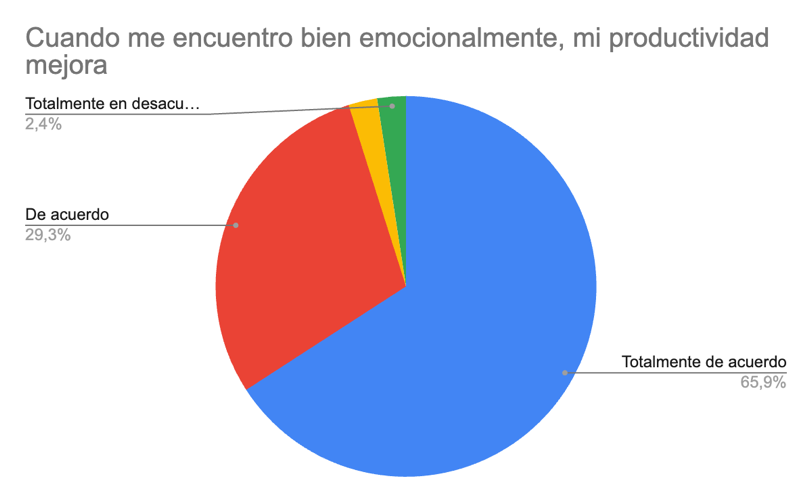 Cuando me encuentro bien emocionalmente, mi productividad
mejora
Totalmente en desacu…
2,4%
De acuerdo
29,3%
Totalmente de acuerdo
65,9%